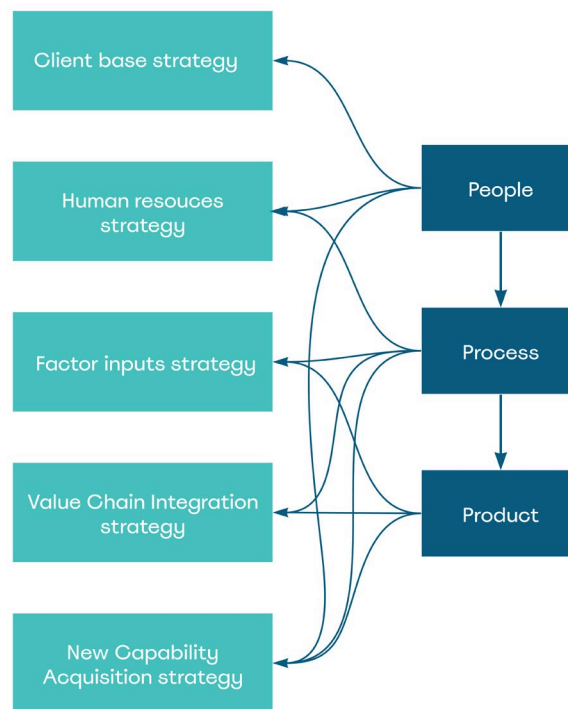 Client base strategy
Human resouces
strategy
Factor inputs strategy
Value Chain Integration
strategy
New Capability
Acquisition strategy
People
Process
Product